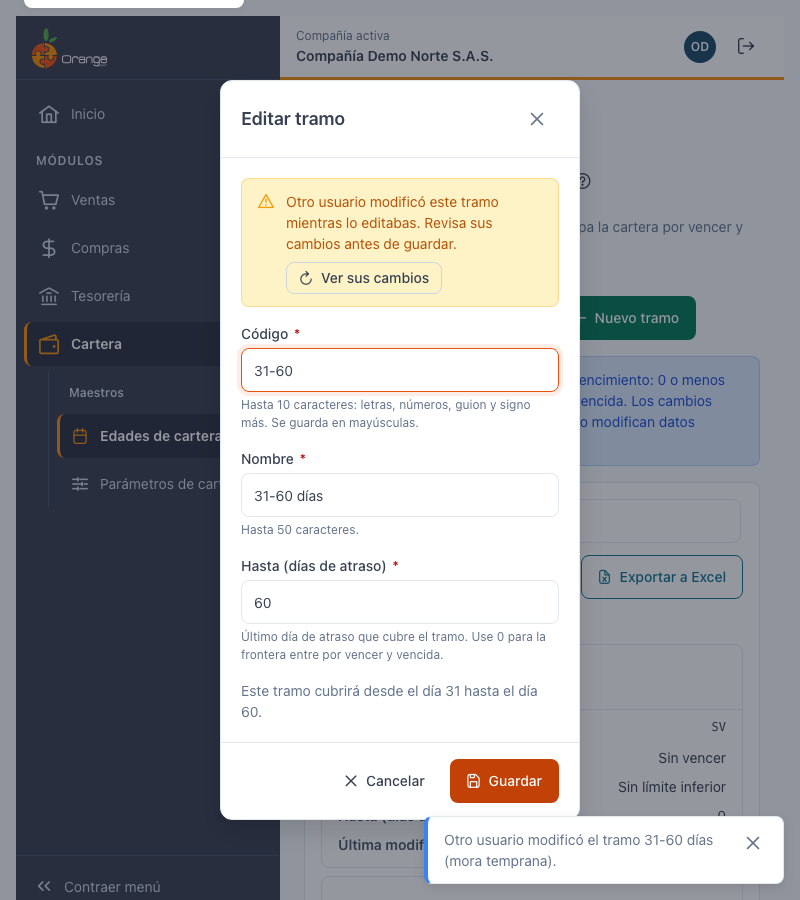 Orange
Compañía activa
Compañía Demo Norte S.A.S.
OD
Inicio
MÓDULOS
Ventas
Compras
Tesorería
Cartera
Maestros
Edades de cartera
Parámetros de car
Contraer menú
Editar tramo
Otro usuario modificó este tramo
mientras lo editabas. Revisa sus
cambios antes de guardar.
Ver sus cambios
Código *
31-60
Hasta 10 caracteres: letras, números, guion y signo
más. Se guarda en mayúsculas.
Nombre *
31-60 días
Hasta 50 caracteres.
Hasta (días de atraso) *
60
Último día de atraso que cubre el tramo. Use 0 para la
frontera entre por vencer y vencida.
Este tramo cubrirá desde el día 31 hasta el día
60.
Cancelar
Guardar
la cartera por vencer y
Nuevo tramo
encimiento: 0 o menos
encida. Los cambios
o modifican datos
Exportar a Excel
SV
Sin vencer
Sin límite inferior
0
Hasta (días
Última modif
Otro usuario modificó el tramo 31-60 días
(mora temprana).